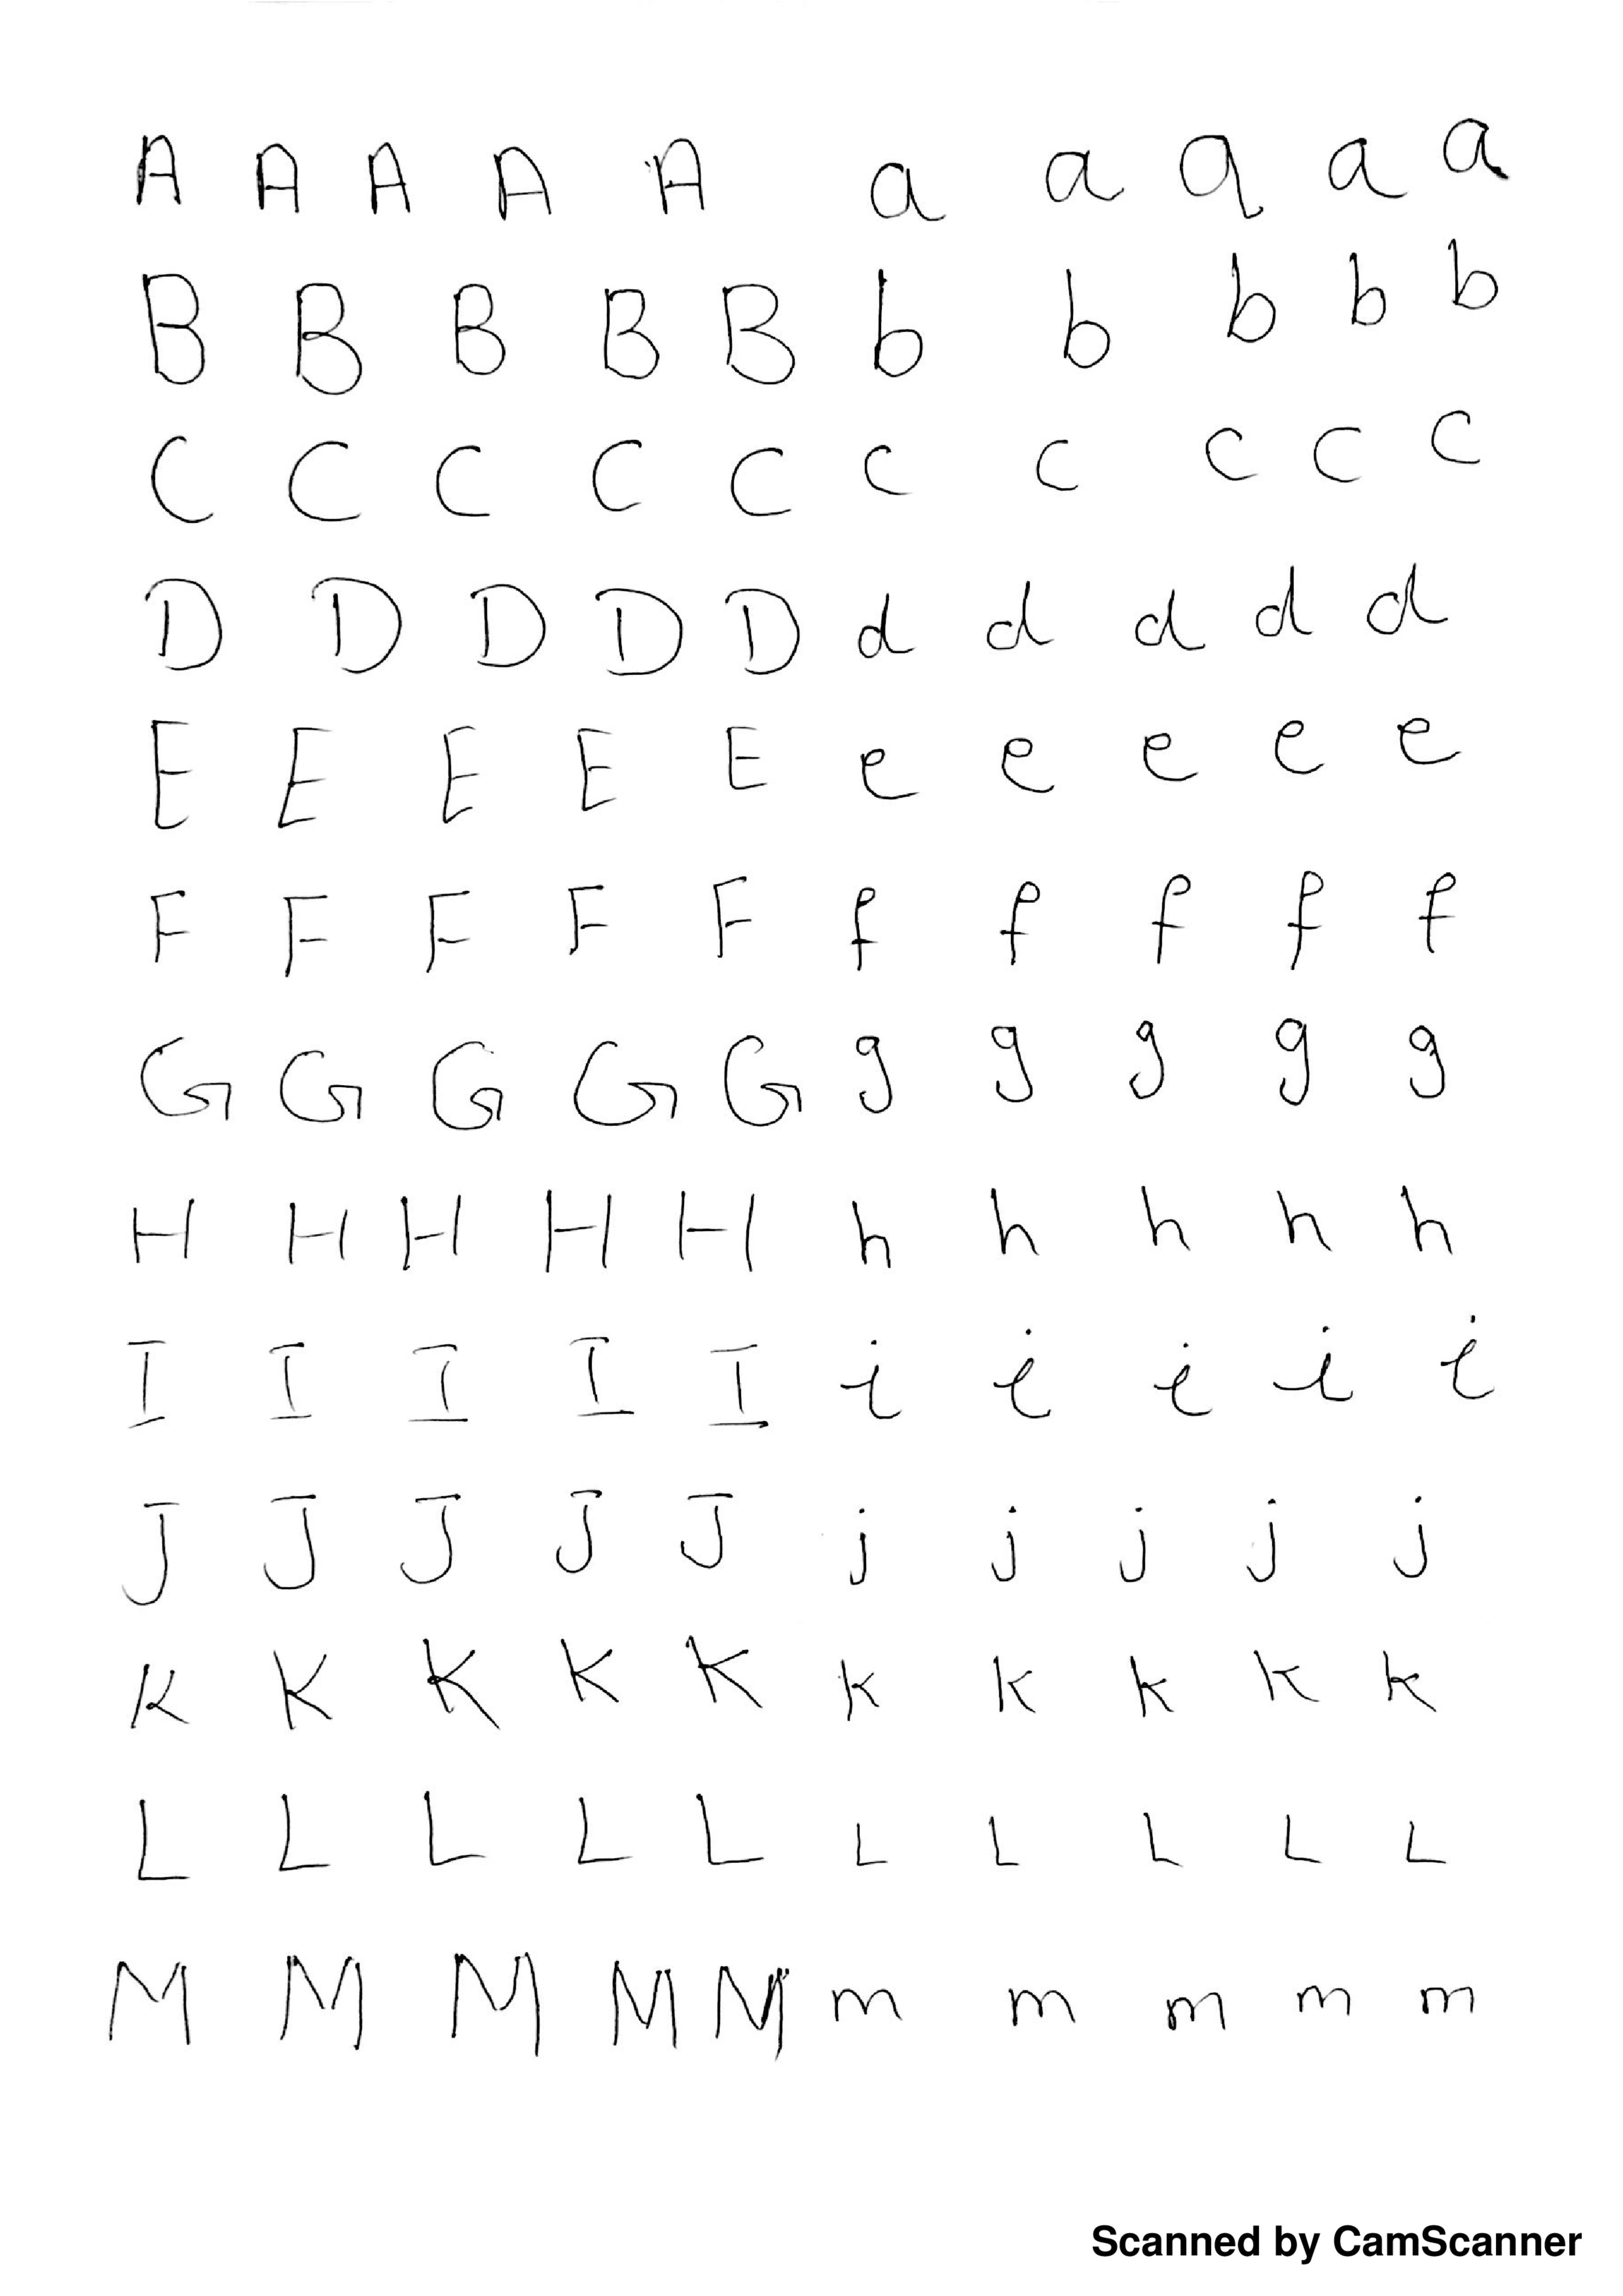 A A A A A a a a a a
B B B B B b b b b b
C C C C C c c c c c
D D D D D d d d d d
E E E E E e e e e e
F F F F F f f f f f
G G G G G g g g g g
H H H H H h h h h h
I I I I I i i i i i
J J J J J j j j j j
K K K K K k k k k k
L L L L L L L L L L
M M M M M m m m m m
Scanned by CamScanner